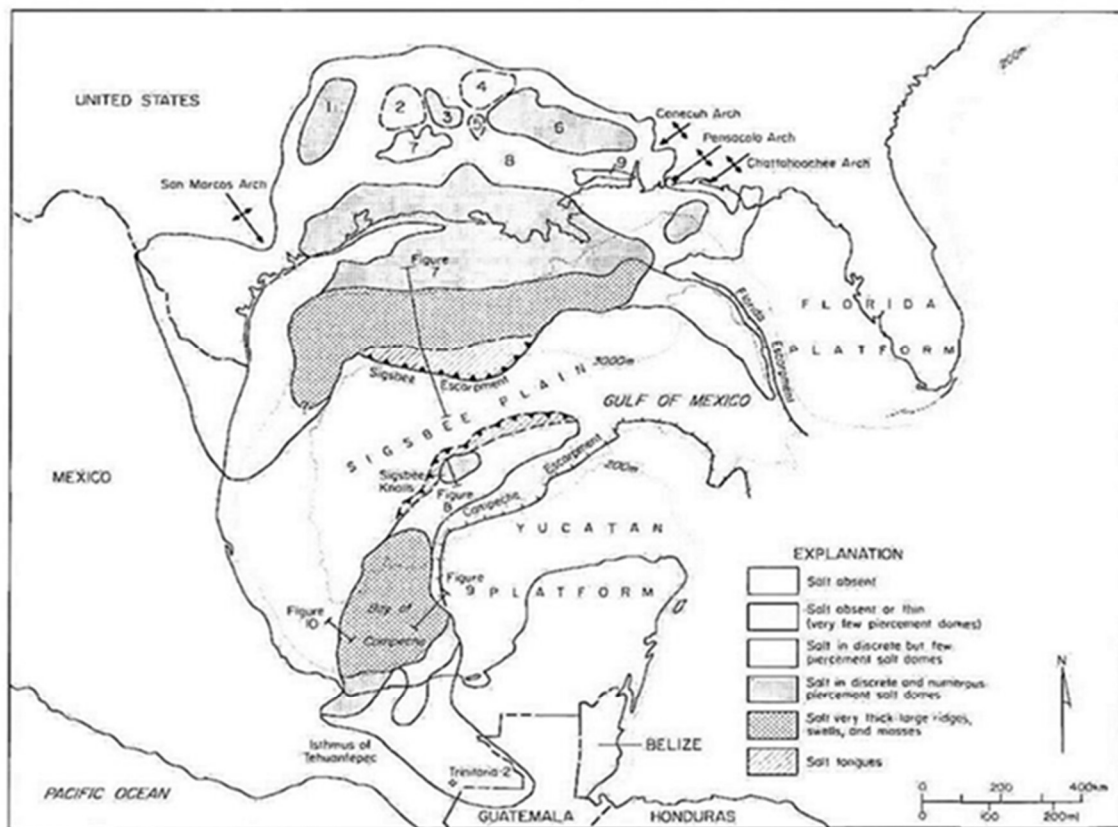 UNITED STATES
1
2
3
4
5
6
7
8
9
Conecuh Arch
Pensacola Arch
Chattahoochee Arch
San Marcos Arch
200m
Figure
7
Florida
Escarpment
FLORIDA
PLATFORM
Sigsbee Escarpment
3000m
SIGSBEE PLAIN
GULF OF MEXICO
MEXICO
Sigsbee
Knolls
Figure
8
Campeche Escarpment
200m
YUCATAN
PLATFORM
Figure
9
Figure
10
Bay of
Campeche
Isthmus of
Tehuantepec
Trinitaria-2
PACIFIC OCEAN
GUATEMALA
HONDURAS
BELIZE
EXPLANATION
Salt absent
Salt absent or thin
(very few piercement domes)
Salt in discrete but few
piercement salt domes
Salt in discrete and numerous
piercement salt domes
Salt very thick-large ridges,
swells, and masses
Salt tongues
N
0 200 400km
0 100 200mi